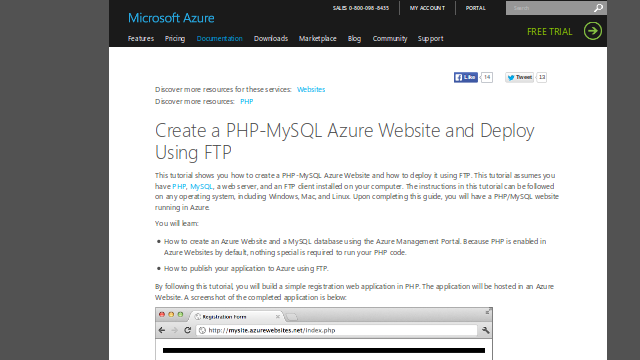 SALES 0-800-098-8435 MY ACCOUNT PORTAL Search
Microsoft Azure
FREE TRIAL
Features Pricing Documentation Downloads Marketplace Blog Community Support
Like 14 Tweet 13
Discover more resources for these services: Websites
Discover more resources: PHP
Create a PHP-MySQL Azure Website and Deploy
Using FTP
This tutorial shows you how to create a PHP-MySQL Azure Website and how to deploy it using FTP. This tutorial assumes you
have PHP, MySQL, a web server, and an FTP client installed on your computer. The instructions in this tutorial can be followed
on any operating system, including Windows, Mac, and Linux. Upon completing this guide, you will have a PHP/MySQL website
running in Azure.
You will learn:
• How to create an Azure Website and a MySQL database using the Azure Management Portal. Because PHP is enabled in
Azure Websites by default, nothing special is required to run your PHP code.
• How to publish your application to Azure using FTP.
By following this tutorial, you will build a simple registration web application in PHP. The application will be hosted in an Azure
Website. A screenshot of the completed application is below:
Registration Form
http://mysite.azurewebsites.net/index.php